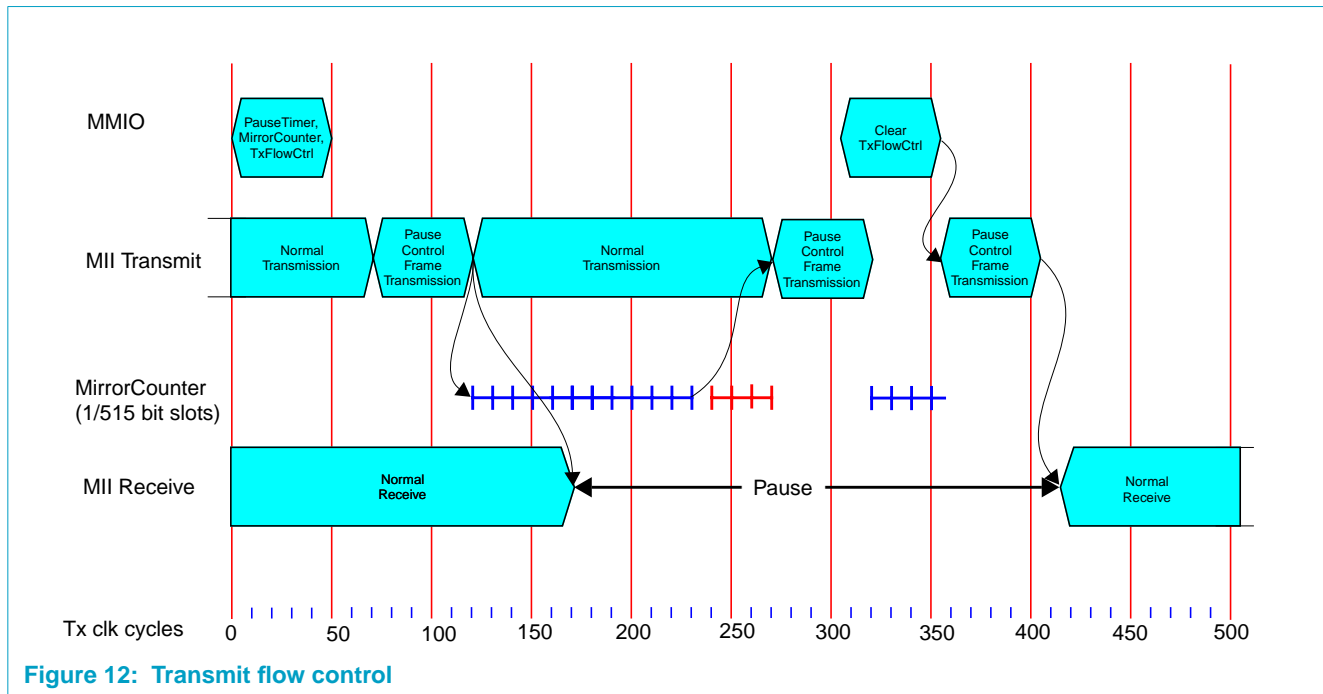 MMIO
PauseTimer,
MirrorCounter,
TxFlowCtrl
Clear
TxFlowCtrl
MII Transmit
Normal
Transmission
Pause
Control
Frame
Transmission
Normal
Transmission
Pause
Control
Frame
Transmission
Pause
Control
Frame
Transmission
MirrorCounter
(1/515 bit slots)
MII Receive
Normal
Receive
Pause
Normal
Receive
Tx clk cycles
0 50 100 150 200 250 300 350 400 450 500
Figure 12: Transmit flow control